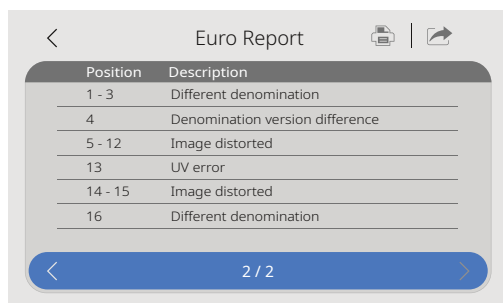 Euro Report
Position Description
1 - 3 Different denomination
4 Denomination version difference
5 - 12 Image distorted
13 UV error
14 - 15 Image distorted
16 Different denomination
2 / 2